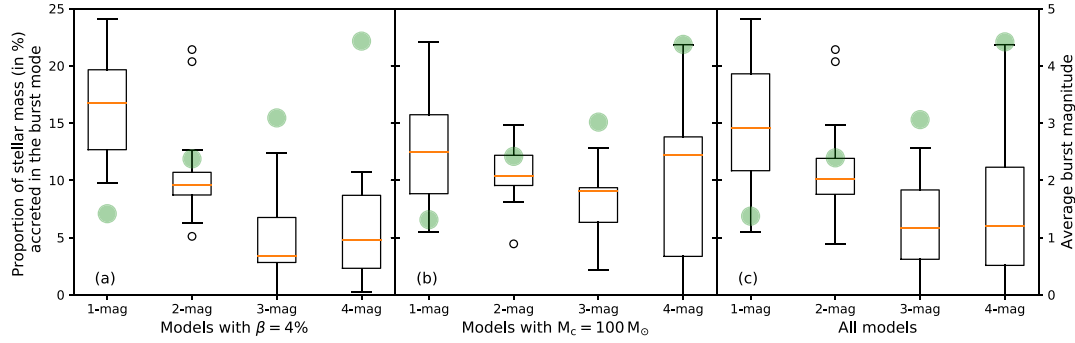 Proportion of stellar mass (in %)
accreted in the burst mode
25
20
15
10
5
0
(a)
1-mag 2-mag 3-mag 4-mag
Models with β = 4%
(b)
1-mag 2-mag 3-mag 4-mag
Models with M_c = 100 M_⊙
(c)
1-mag 2-mag 3-mag 4-mag
All models
5
4
3
2
1
0
Average burst magnitude